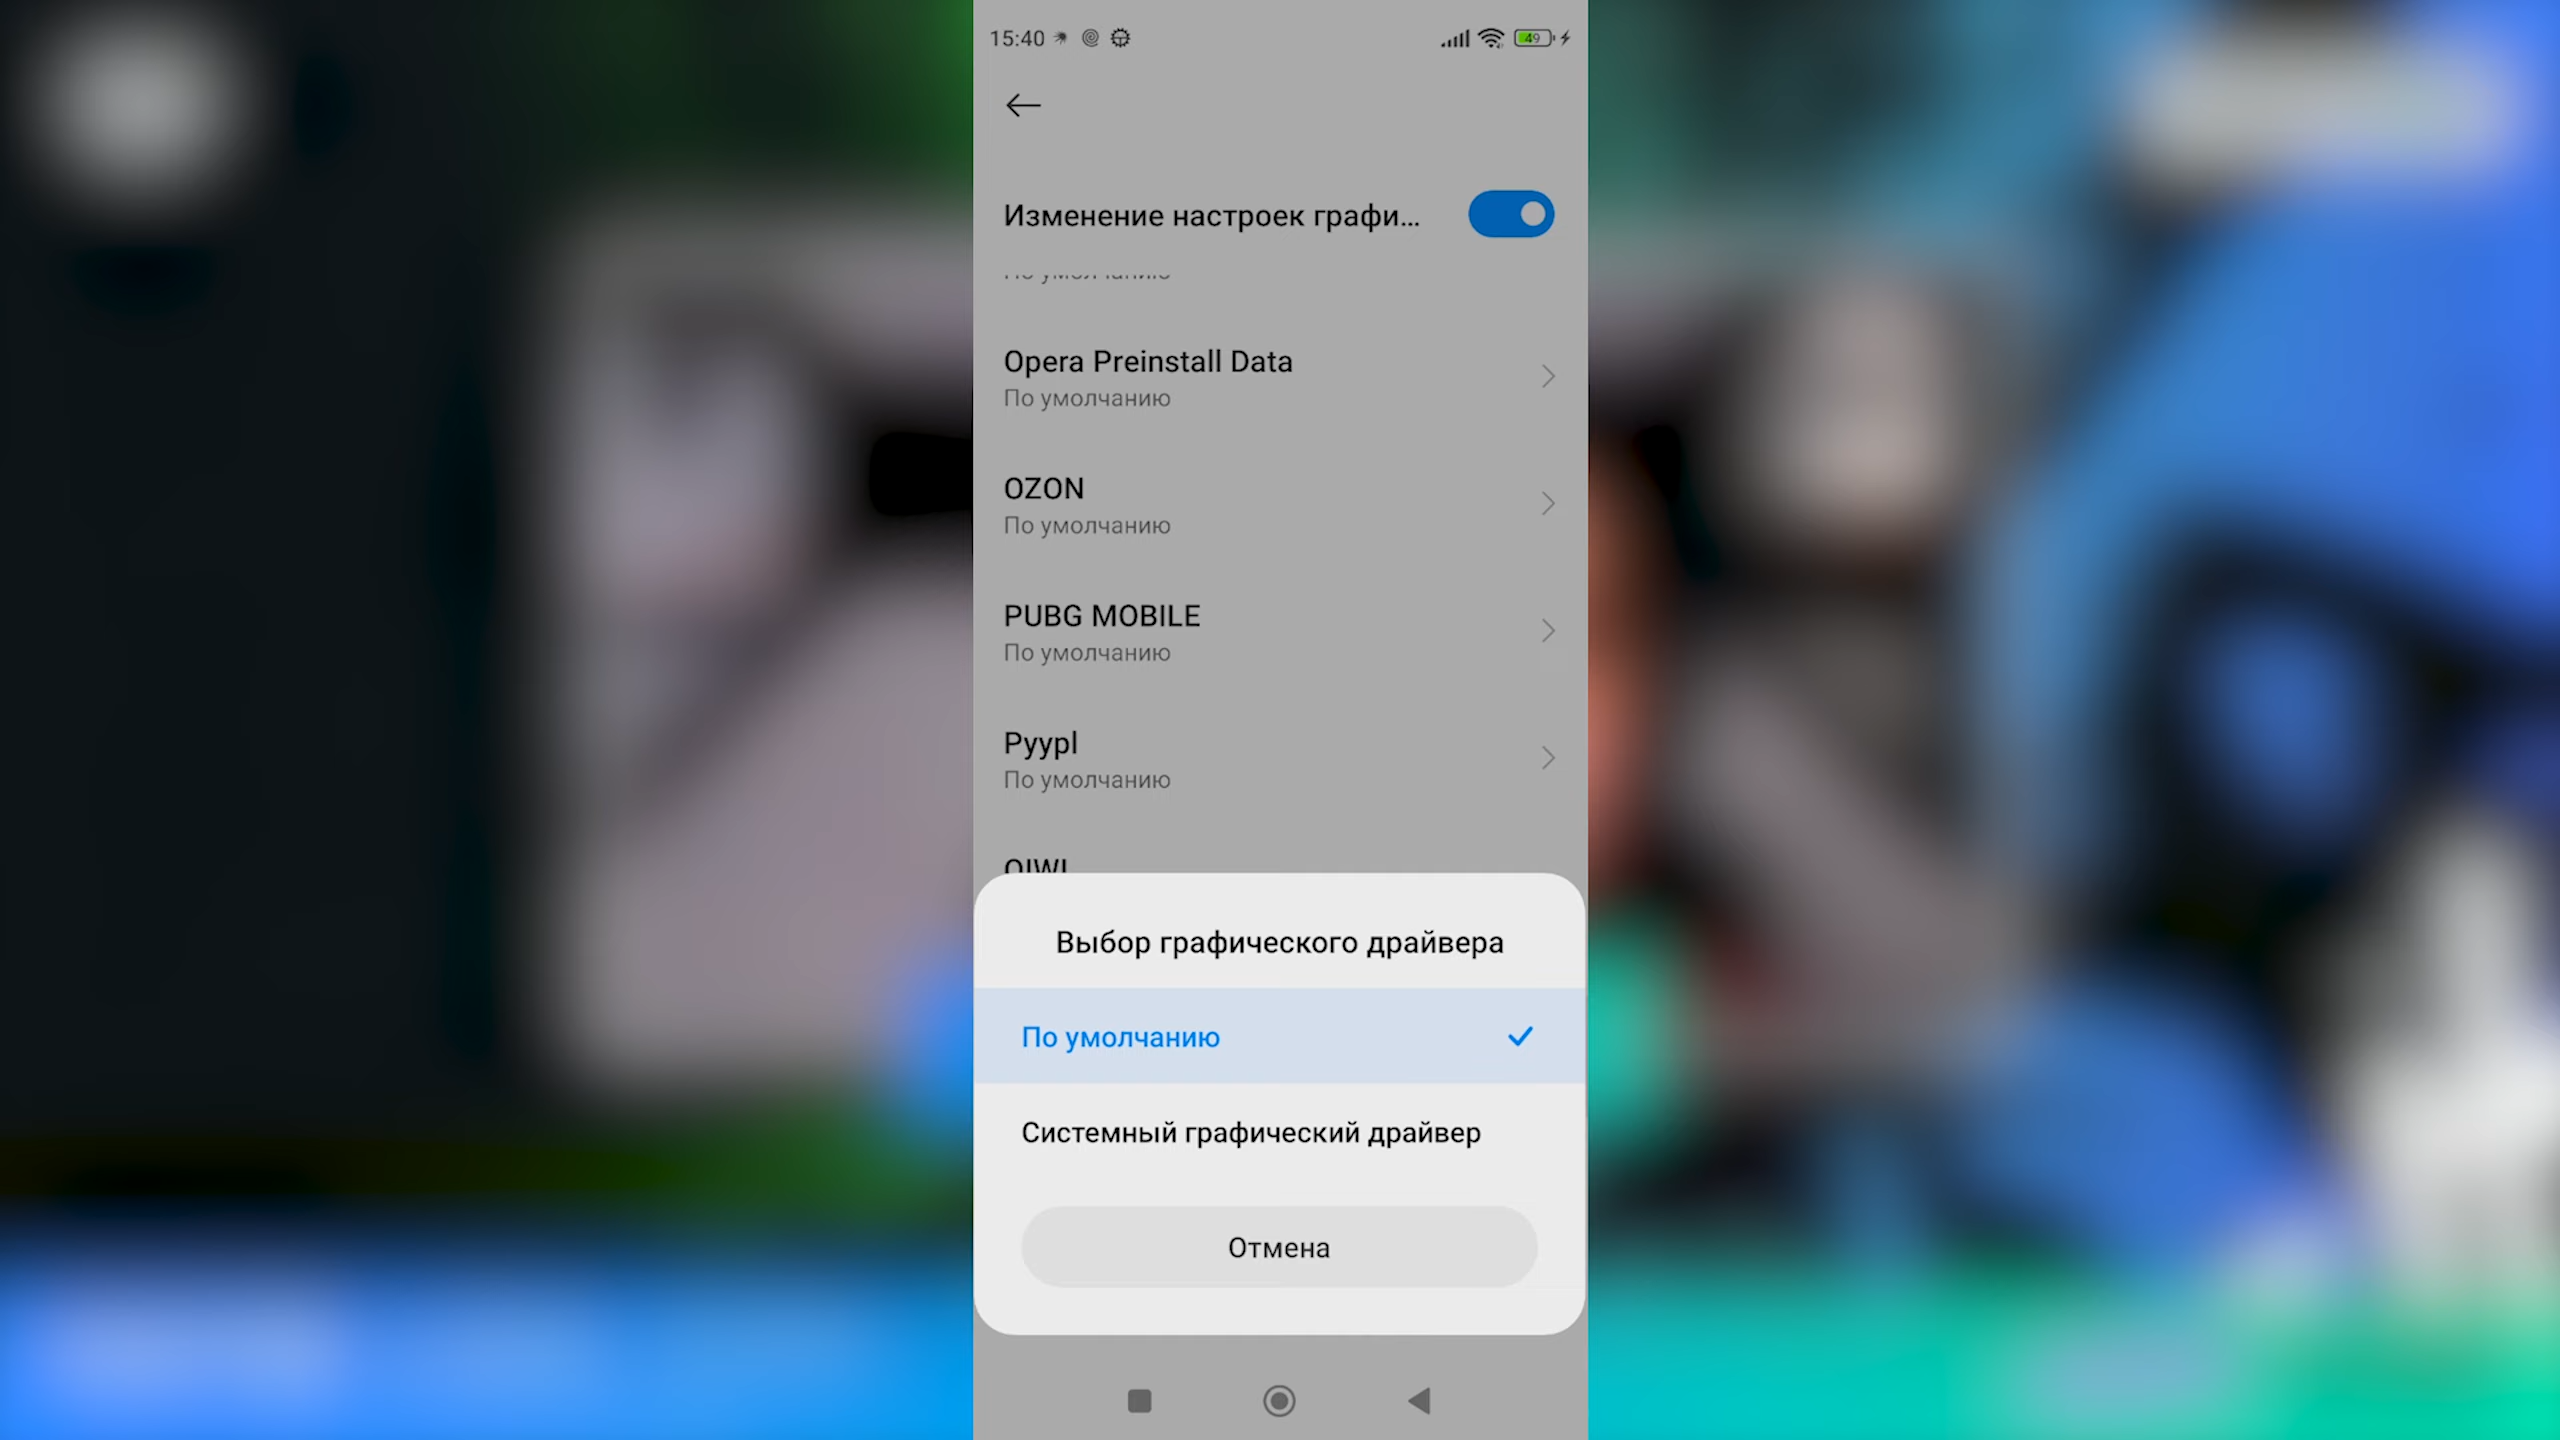 15:40
49
Изменение настроек графи...
По умолчанию
Opera Preinstall Data
По умолчанию
OZON
По умолчанию
PUBG MOBILE
По умолчанию
Pyypl
По умолчанию
QIWI
Выбор графического драйвера
По умолчанию
Системный графический драйвер
Отмена